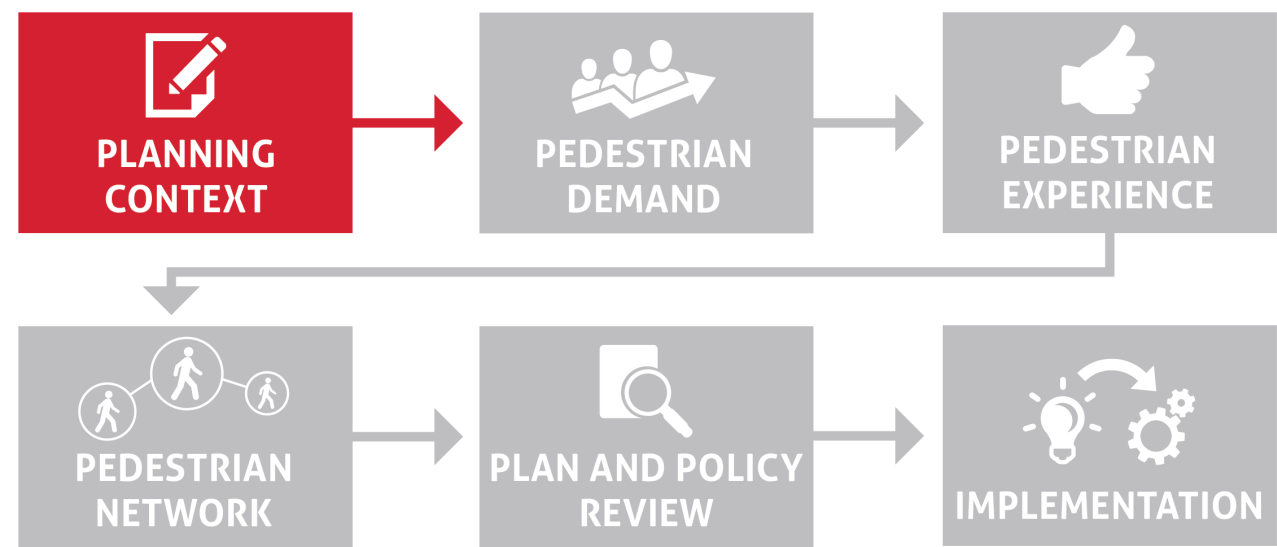 PLANNING
CONTEXT
PEDESTRIAN
DEMAND
PEDESTRIAN
EXPERIENCE
PEDESTRIAN
NETWORK
PLAN AND POLICY
REVIEW
IMPLEMENTATION